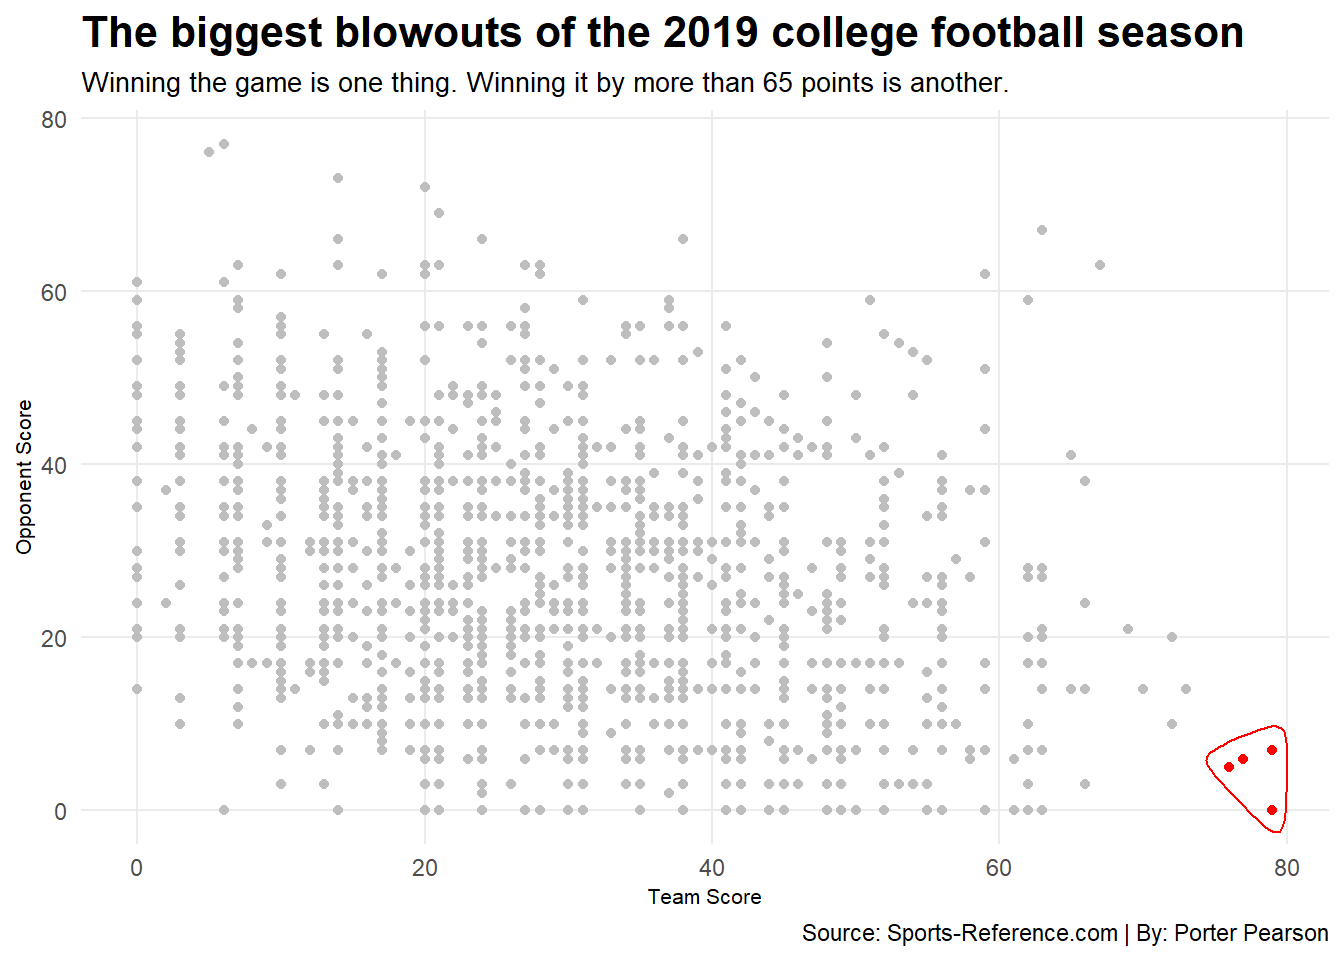 The biggest blowouts of the 2019 college football season
Winning the game is one thing. Winning it by more than 65 points is another.
80
60
40
20
0
Opponent Score
0 20 40 60 80
Team Score
Source: Sports-Reference.com | By: Porter Pearson